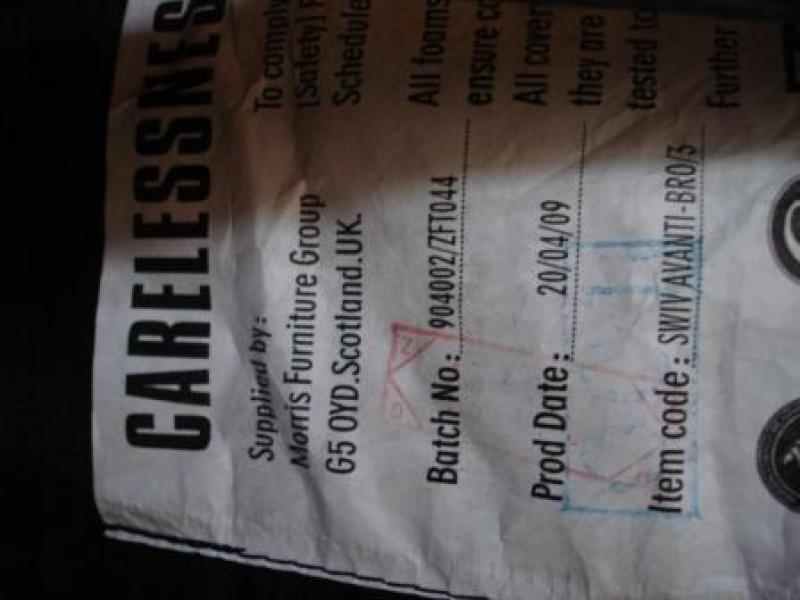 CARELESSNES
Supplied by:
Morris Furniture Group
G5 0YD.Scotland.UK.
Batch No: 904002/ZFT044
Prod Date: 20/04/09
Item code: SWIV AVANTI-BRO/3
To comply
[Safety] F
Schedule
All foams
ensure co
All cover
they are
tested to
Further